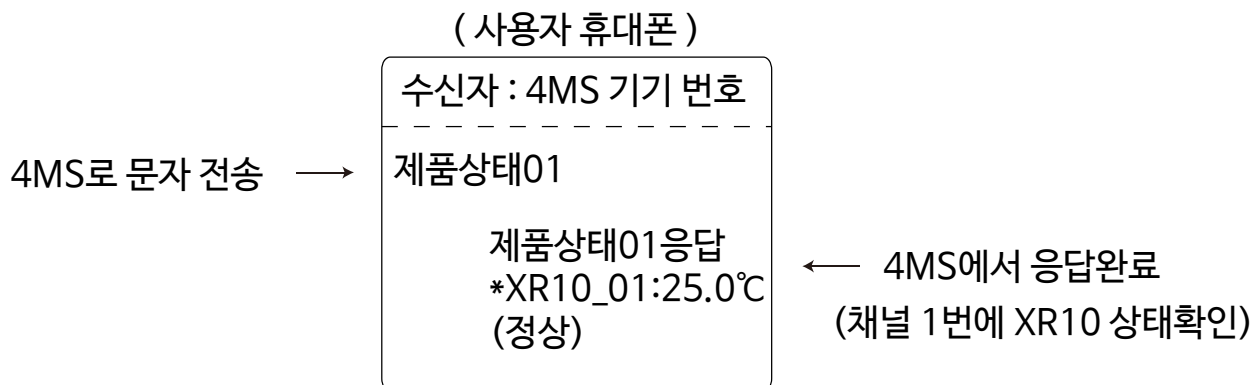 ( 사용자 휴대폰 )
수신자 : 4MS 기기 번호
4MS로 문자 전송
제품상태01
제품상태01응답
*XR10_01:25.0℃
(정상)
4MS에서 응답완료
(채널 1번에 XR10 상태확인)